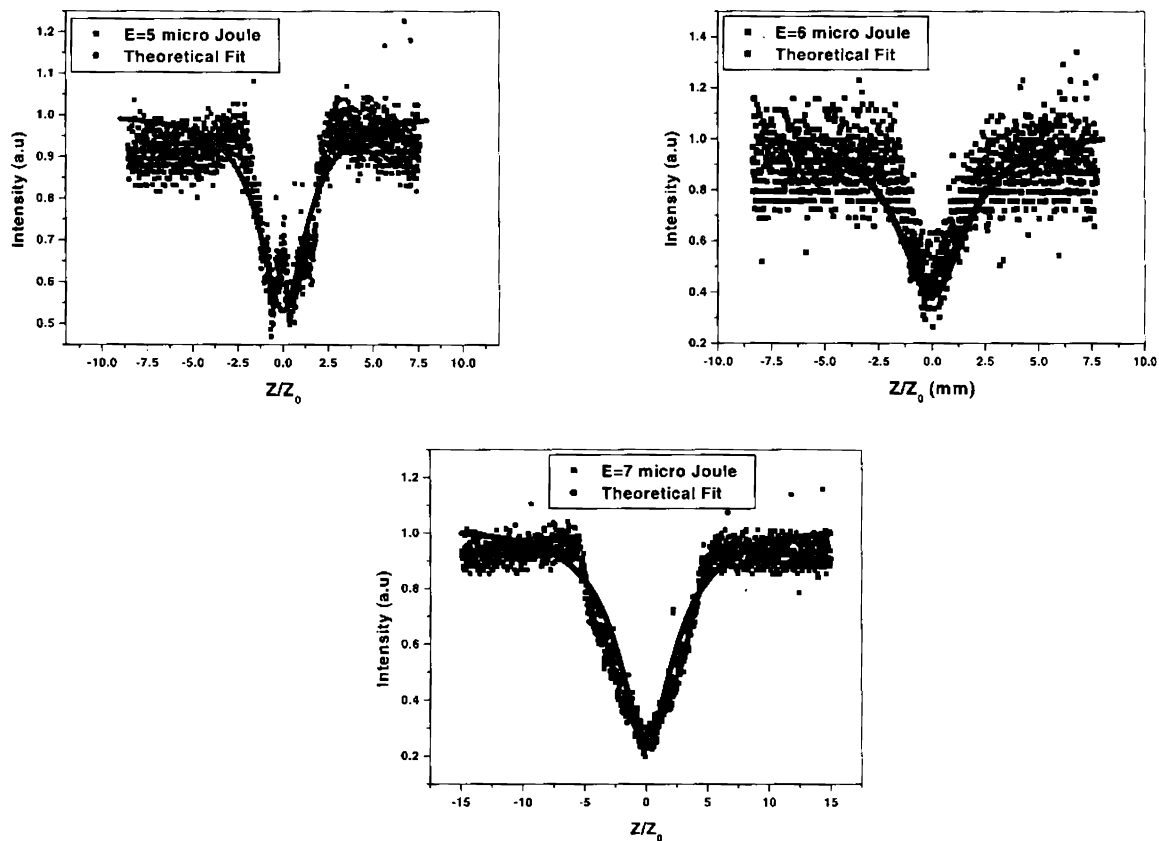 E=5 micro Joule
Theoretical Fit
1.2
1.1
1.0
0.9
0.8
0.7
0.6
0.5
Intensity (a.u)
-10.0 -7.5 -5.0 -2.5 0.0 2.5 5.0 7.5 10.0
Z/Z0
E=6 micro Joule
Theoretical Fit
1.4
1.2
1.0
0.8
0.6
0.4
0.2
Intensity (a.u)
-10.0 -7.5 -5.0 -2.5 0.0 2.5 5.0 7.5 10.0
Z/Z0 (mm)
E=7 micro Joule
Theoretical Fit
1.2
1.0
0.8
0.6
0.4
0.2
Intensity (a.u)
-15 -10 -5 0 5 10 15
Z/Z0